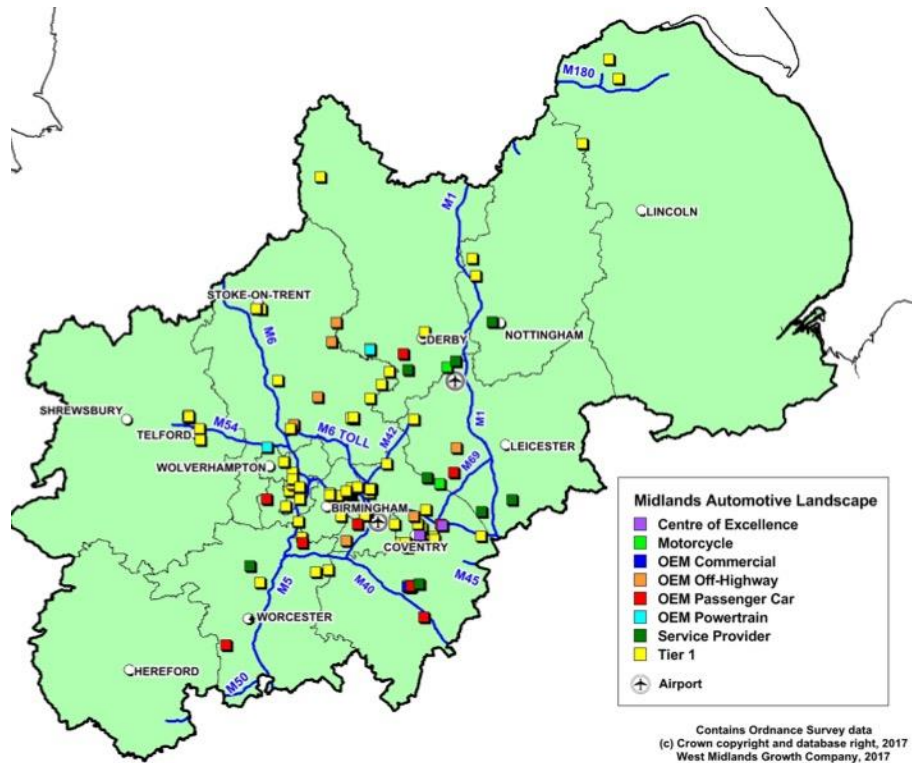 M180
M1
LINCOLN
STOKE-ON-TRENT
M6
DERBY
NOTTINGHAM
SHREWSBURY
M54
TELFORD
M6 TOLL
M42
M1
LEICESTER
WOLVERHAMPTON
M69
BIRMINGHAM
COVENTRY
M5
M40
M45
WORCESTER
HEREFORD
M50
Midlands Automotive Landscape
Centre of Excellence
Motorcycle
OEM Commercial
OEM Off-Highway
OEM Passenger Car
OEM Powertrain
Service Provider
Tier 1
Airport
Contains Ordnance Survey data
(c) Crown copyright and database right, 2017
West Midlands Growth Company, 2017